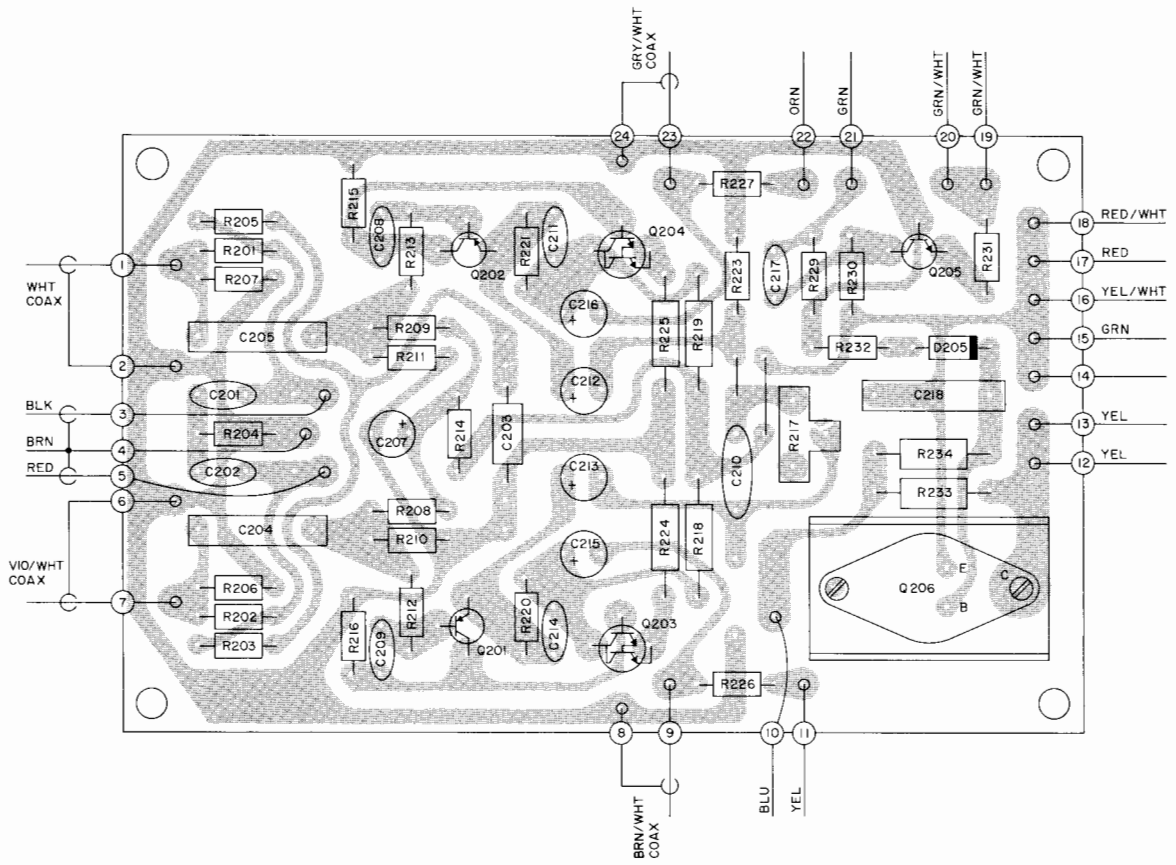 GRY/WHT
COAX
ORN
GRN
GRN/WHT
GRN/WHT
24
23
22
21
20
19
R227
R215
R205
R201
R207
C208
R213
Q202
R221
C211
Q204
R223
C217
R229
R230
Q205
R231
18 RED/WHT
17 RED
16 YEL/WHT
15 GRN
14
13 YEL
12 YEL
1
WHT
COAX
2
BLK 3
BRN 4
RED 5
6
VIO/WHT
COAX
7
C205
R209
R211
C216 +
C212 +
R225
R219
R232
D205
C218
C201
R204
C202
C207 +
R214
C203
C213 +
C210
R217
R234
R233
C204
R208
R210
C215 +
R224
R218
R206
R202
R203
R216
C209
R212
Q201
R220
C214
Q203
Q206
E
B
C
R226
8
9
10
11
BRN/WHT
COAX
BLU
YEL